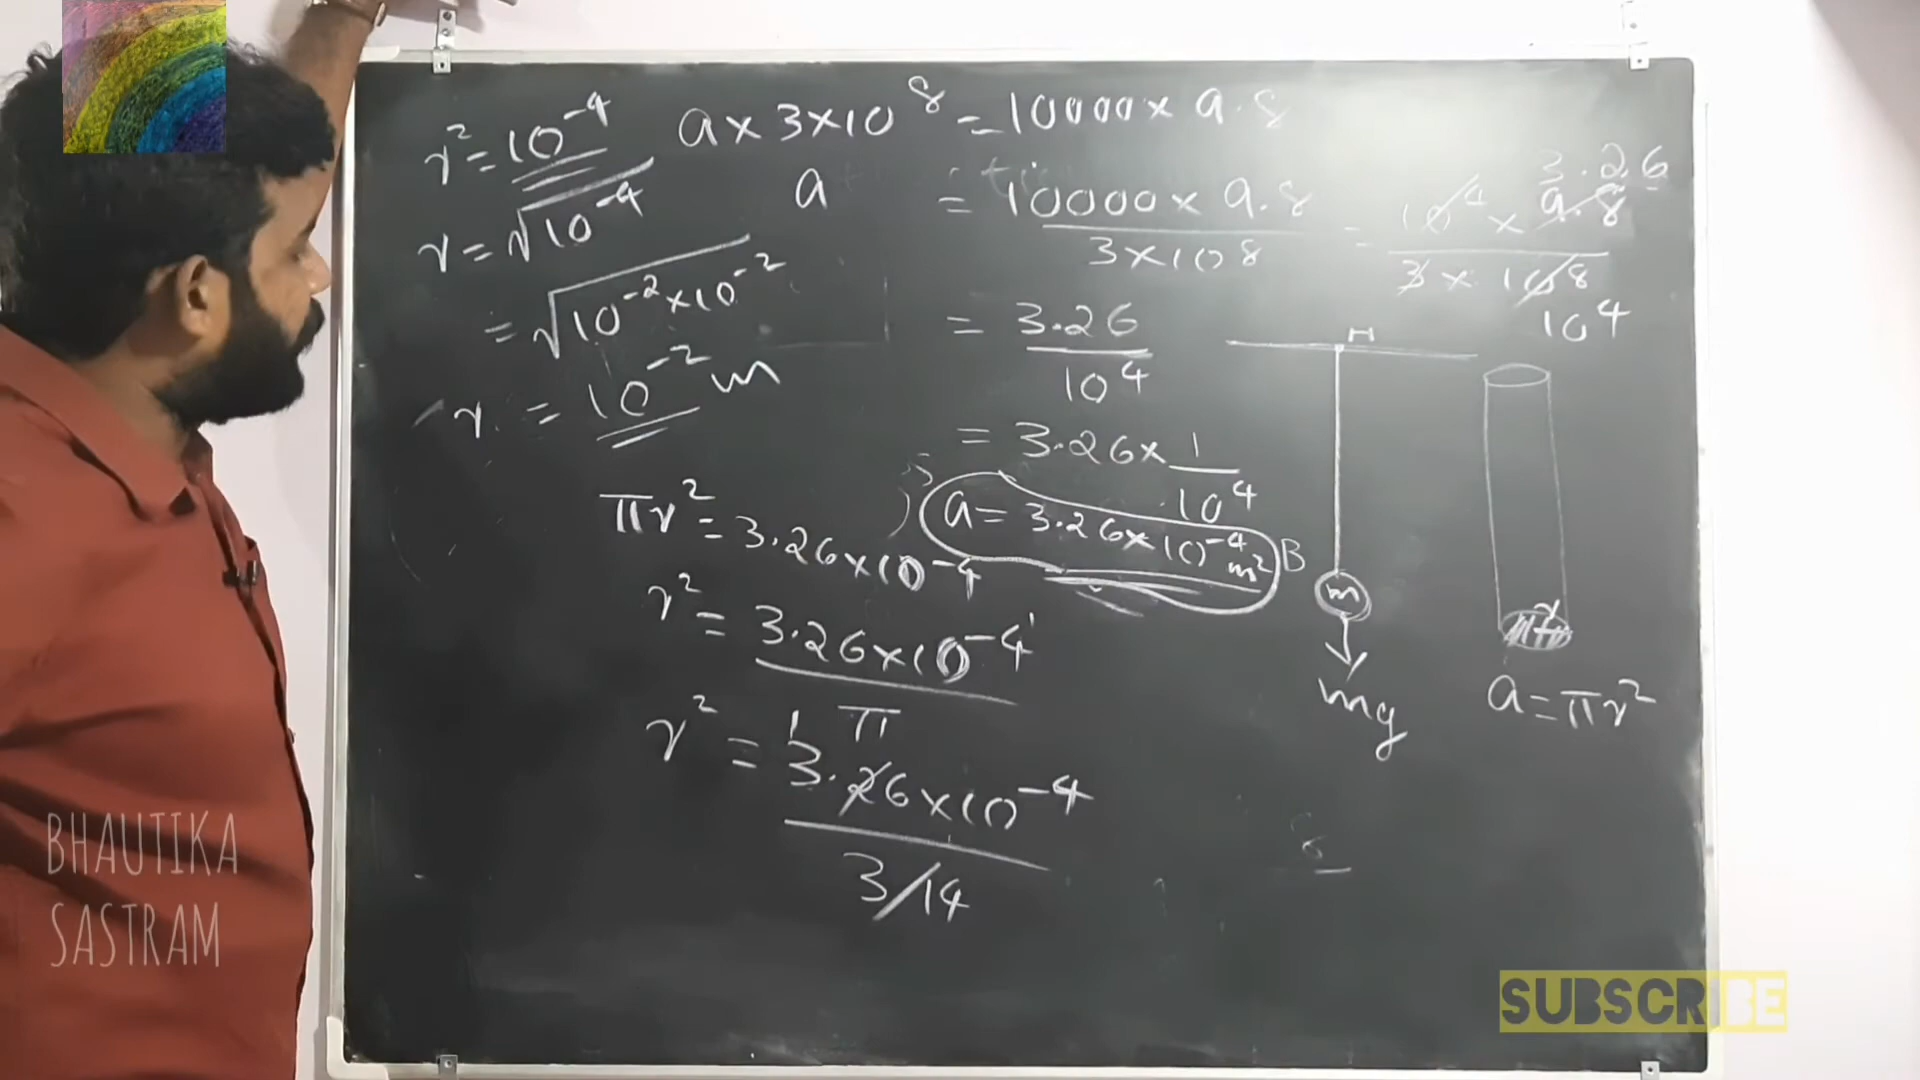 r² = 10⁻⁴
r = √10⁻⁴
= √10⁻² × 10⁻²
r = 10⁻² m
a × 3 × 10⁸ = 10000 × 9.8
a = 10000 × 9.8 / 3 × 10⁸ = 10⁴ × 9.8 / 3 × 10⁸
3.26
10⁴
= 3.26 / 10⁴
= 3.26 × 1 / 10⁴
a = 3.26 × 10⁻⁴ m²
πr² = 3.26 × 10⁻⁴
r² = 3.26 × 10⁻⁴ / π
r² = 3.26 × 10⁻⁴ / 3/14
1
B
m
mg
a = πr²
BHAUTIKA
SASTRAM
SUBSCRIBE